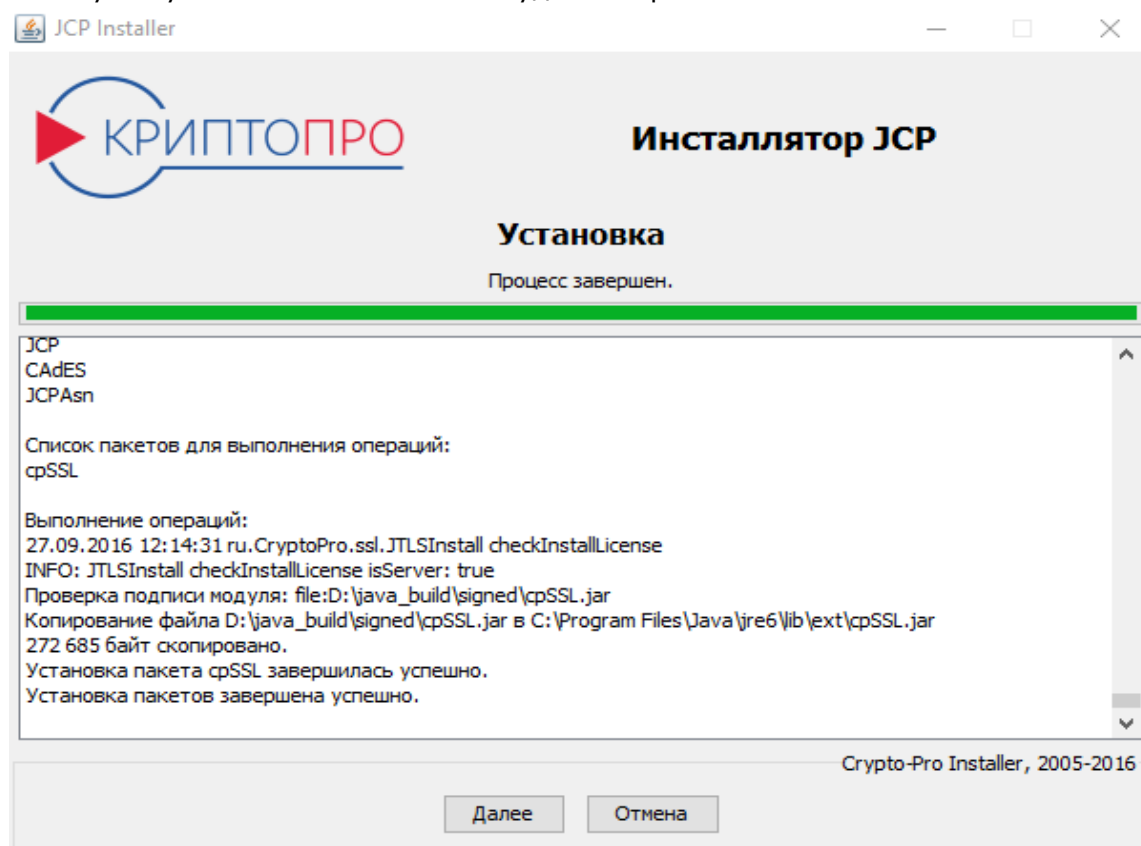 JCP Installer
КРИПТОПРО
Инсталлятор JCP
Установка
Процесс завершен.
JCP
CAdES
JCPAsn
Список пакетов для выполнения операций:
cpSSL
Выполнение операций:
27.09.2016 12:14:31 ru.CryptoPro.ssl.JTLSInstall checkInstallLicense
INFO: JTLSInstall checkInstallLicense isServer: true
Проверка подписи модуля: file:D:\java_build\signed\cpSSL.jar
Копирование файла D:\java_build\signed\cpSSL.jar в C:\Program Files\Java\jre6\lib\ext\cpSSL.jar
272 685 байт скопировано.
Установка пакета cpSSL завершилась успешно.
Установка пакетов завершена успешно.
Crypto-Pro Installer, 2005-2016
Далее Отмена